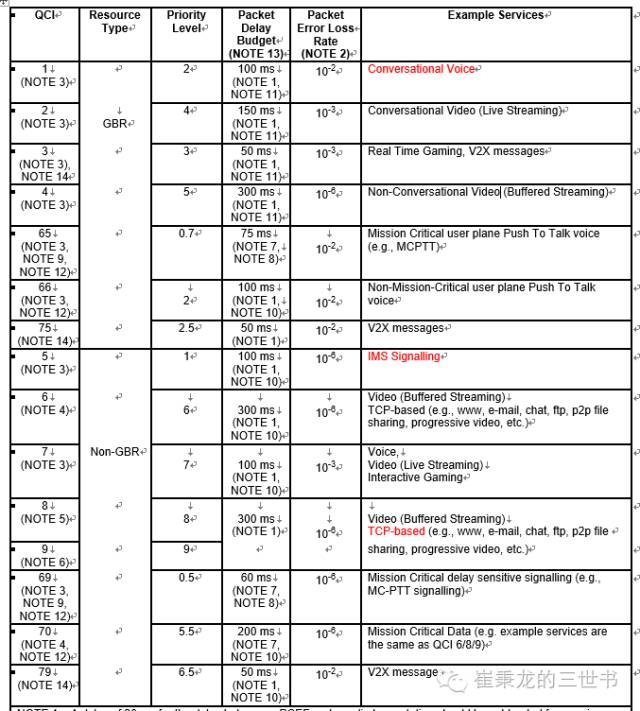 QCI Resource Type Priority Level Packet Delay Budget (NOTE 13) Packet Error Loss Rate (NOTE 2) Example Services
1 (NOTE 3) 2 100 ms (NOTE 1, NOTE 11) 10-2 Conversational Voice
2 (NOTE 3) GBR 4 150 ms (NOTE 1, NOTE 11) 10-3 Conversational Video (Live Streaming)
3 (NOTE 3), NOTE 14 3 50 ms (NOTE 1, NOTE 11) 10-3 Real Time Gaming, V2X messages
4 (NOTE 3) 5 300 ms (NOTE 1, NOTE 11) 10-6 Non-Conversational Video (Buffered Streaming)
65 (NOTE 3, NOTE 9, NOTE 12) 0.7 75 ms (NOTE 7, NOTE 8) 10-2 Mission Critical user plane Push To Talk voice (e.g., MCPTT)
66 (NOTE 3, NOTE 12) 2 100 ms (NOTE 1, NOTE 10) 10-2 Non-Mission-Critical user plane Push To Talk voice
75 (NOTE 14) 2.5 50 ms (NOTE 1) 10-2 V2X messages
5 (NOTE 3) 1 100 ms (NOTE 1, NOTE 10) 10-6 IMS Signalling
6 (NOTE 4) 6 300 ms (NOTE 1, NOTE 10) 10-6 Video (Buffered Streaming) TCP-based (e.g., www, e-mail, chat, ftp, p2p file sharing, progressive video, etc.)
7 (NOTE 3) Non-GBR 7 100 ms (NOTE 1, NOTE 10) 10-3 Voice, Video (Live Streaming) Interactive Gaming
8 (NOTE 5) 8 300 ms (NOTE 1) 10-6 Video (Buffered Streaming) TCP-based (e.g., www, e-mail, chat, ftp, p2p file
9 (NOTE 6) 9 sharing, progressive video, etc.)
69 (NOTE 3, NOTE 9, NOTE 12) 0.5 60 ms (NOTE 7, NOTE 8) 10-6 Mission Critical delay sensitive signalling (e.g., MC-PTT signalling)
70 (NOTE 4, NOTE 12) 5.5 200 ms (NOTE 7, NOTE 10) 10-6 Mission Critical Data (e.g. example services are the same as QCI 6/8/9)
79 (NOTE 14) 6.5 50 ms (NOTE 1, NOTE 10) 10-2 V2X message
崔秉龙的三世书